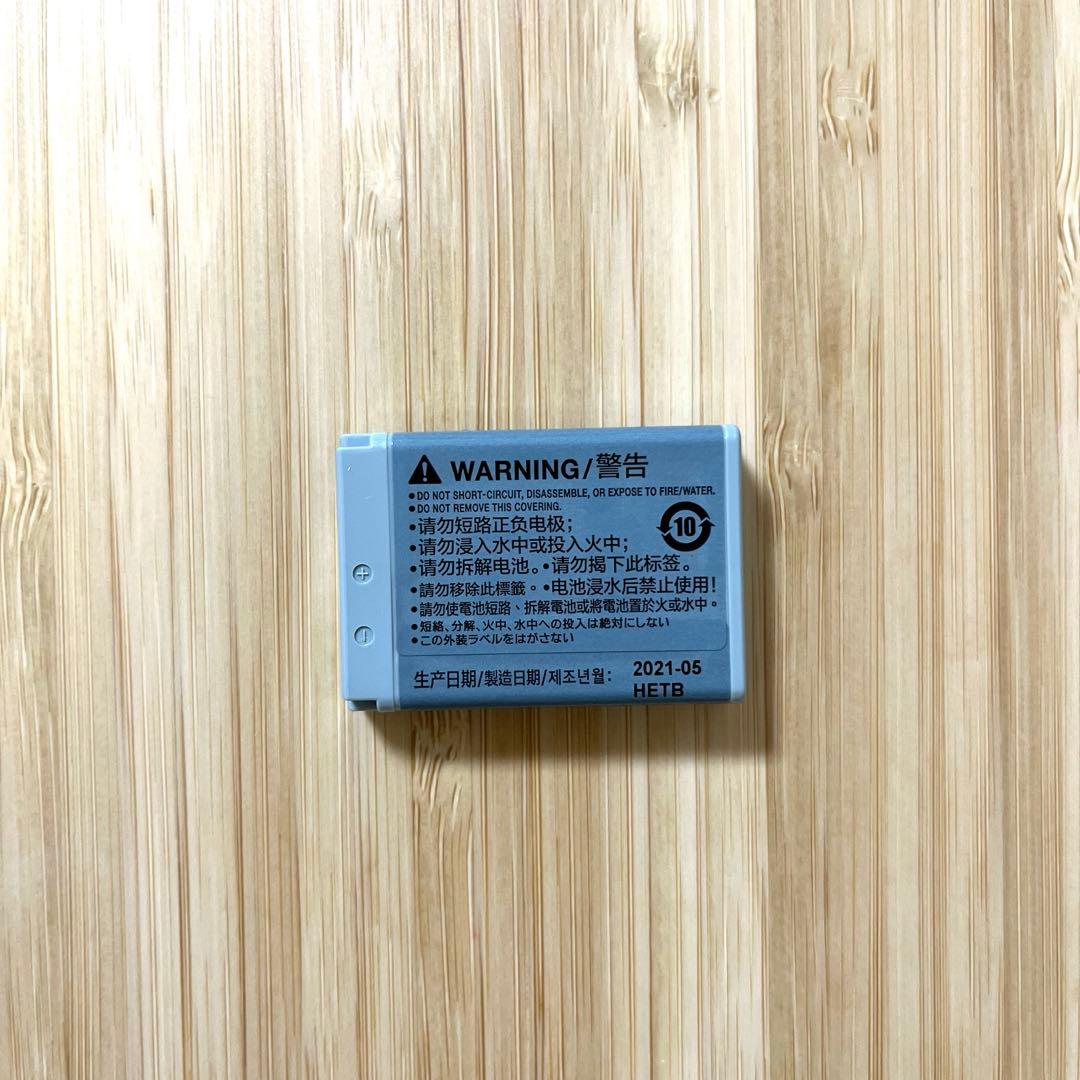 ⚠ WARNING/警告
•DO NOT SHORT-CIRCUIT, DISASSEMBLE, OR EXPOSE TO FIRE/WATER.
•DO NOT REMOVE THIS COVERING.
•请勿短路正负电极；
•请勿浸入水中或投入火中；
10
•请勿拆解电池。•请勿揭下此标签。
•請勿移除此標籤。•电池浸水后禁止使用！
•請勿使電池短路、拆解電池或將電池置於火或水中。
•短絡、分解、火中、水中への投入は絶対にしない
•この外装ラベルをはがさない
生产日期/製造日期/제조년월： 2021-05
HETB
+
−